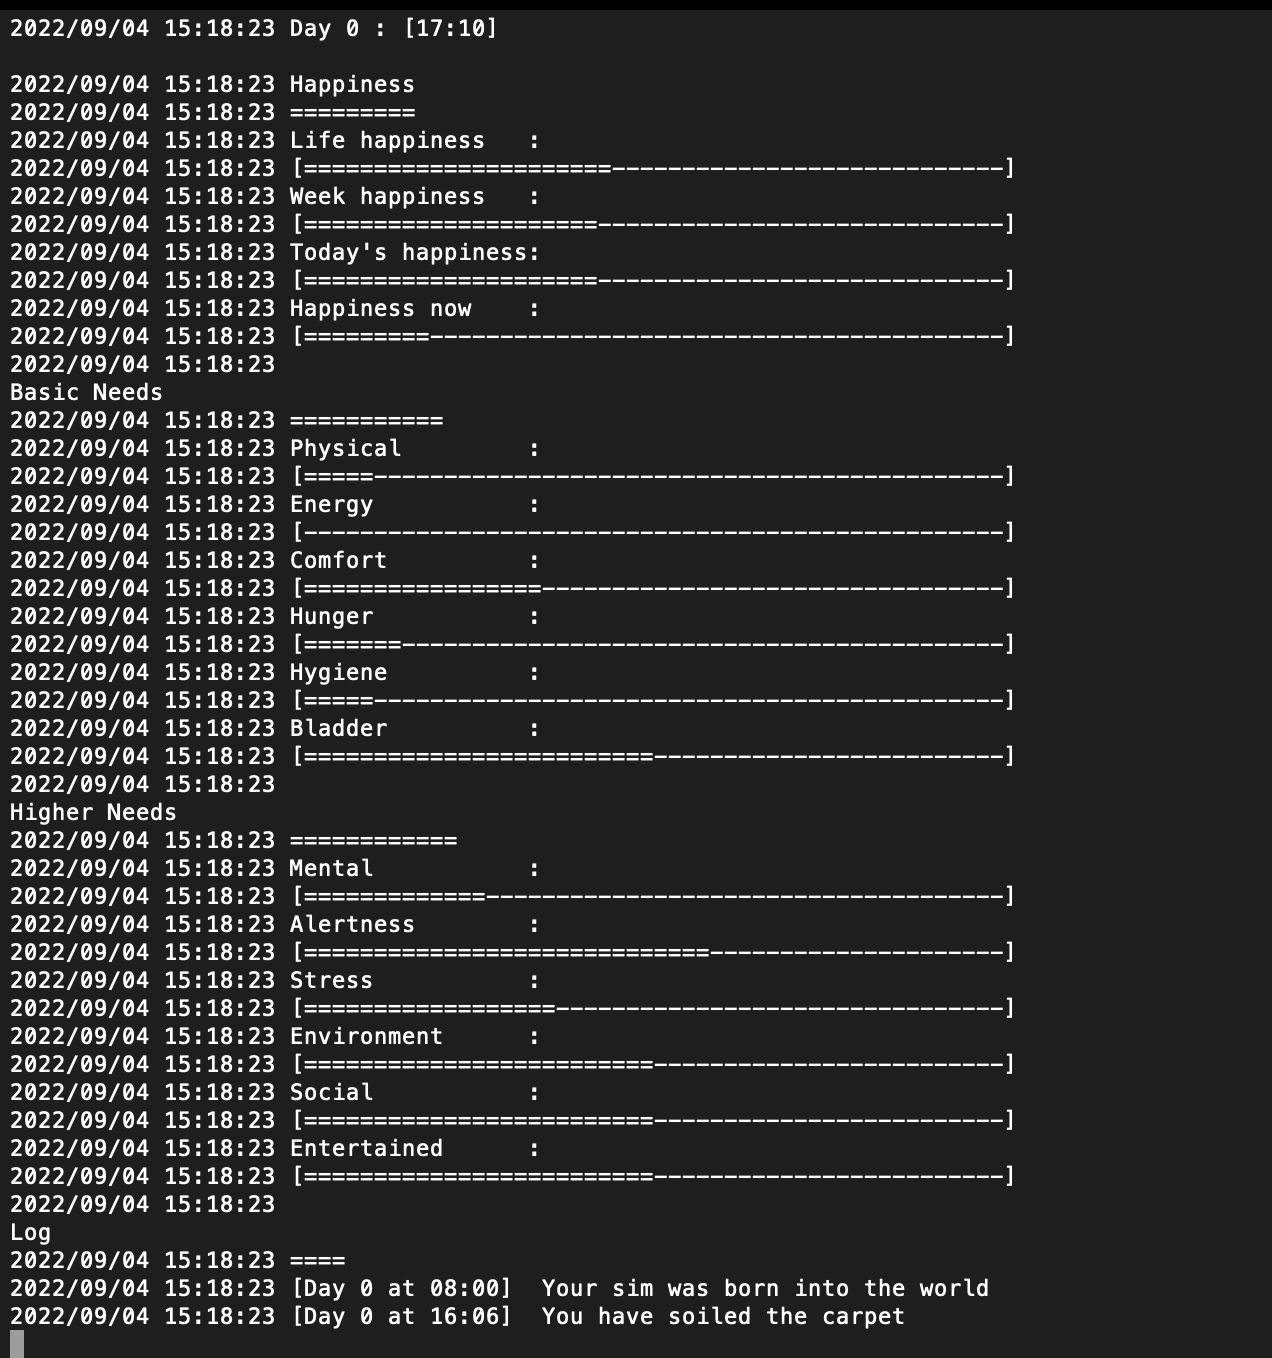 2022/09/04 15:18:23 Day 0 : [17:10]
2022/09/04 15:18:23 Happiness
2022/09/04 15:18:23 =========
2022/09/04 15:18:23 Life happiness   :
2022/09/04 15:18:23 [======================----------------------------]
2022/09/04 15:18:23 Week happiness   :
2022/09/04 15:18:23 [=====================-----------------------------]
2022/09/04 15:18:23 Today's happiness:
2022/09/04 15:18:23 [=====================-----------------------------]
2022/09/04 15:18:23 Happiness now    :
2022/09/04 15:18:23 [=========-----------------------------------------]
2022/09/04 15:18:23
Basic Needs
2022/09/04 15:18:23 ===========
2022/09/04 15:18:23 Physical         :
2022/09/04 15:18:23 [=====---------------------------------------------]
2022/09/04 15:18:23 Energy           :
2022/09/04 15:18:23 [--------------------------------------------------]
2022/09/04 15:18:23 Comfort          :
2022/09/04 15:18:23 [=================---------------------------------]
2022/09/04 15:18:23 Hunger           :
2022/09/04 15:18:23 [=======-------------------------------------------]
2022/09/04 15:18:23 Hygiene          :
2022/09/04 15:18:23 [=====---------------------------------------------]
2022/09/04 15:18:23 Bladder          :
2022/09/04 15:18:23 [=========================-------------------------]
2022/09/04 15:18:23
Higher Needs
2022/09/04 15:18:23 ============
2022/09/04 15:18:23 Mental           :
2022/09/04 15:18:23 [=============-------------------------------------]
2022/09/04 15:18:23 Alertness        :
2022/09/04 15:18:23 [=============================---------------------]
2022/09/04 15:18:23 Stress           :
2022/09/04 15:18:23 [==================--------------------------------]
2022/09/04 15:18:23 Environment      :
2022/09/04 15:18:23 [=========================-------------------------]
2022/09/04 15:18:23 Social           :
2022/09/04 15:18:23 [=========================-------------------------]
2022/09/04 15:18:23 Entertained      :
2022/09/04 15:18:23 [=========================-------------------------]
2022/09/04 15:18:23
Log
2022/09/04 15:18:23 ====
2022/09/04 15:18:23 [Day 0 at 08:00]  Your sim was born into the world
2022/09/04 15:18:23 [Day 0 at 16:06]  You have soiled the carpet